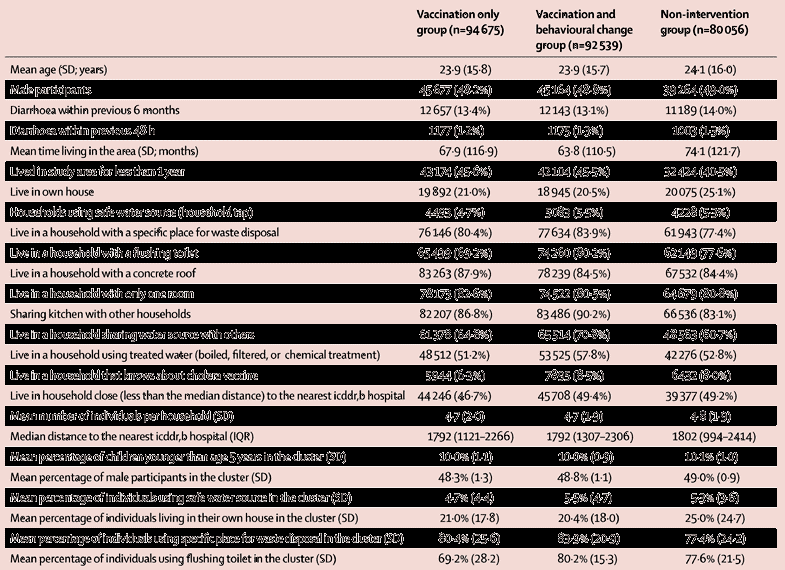 Vaccination only Vaccination and Non-intervention
group (n=94 675) behavioural change group (n=80 056)
group (n=92 539)
Mean age (SD; years) 23·9 (15·8) 23·9 (15·7) 24·1 (16·0)
Male participants 45 677 (48·2%) 45 164 (48·8%) 39 264 (49·0%)
Diarrhoea within previous 6 months 12 657 (13·4%) 12 143 (13·1%) 11 189 (14·0%)
Diarrhoea within previous 48 h 1177 (1·2%) 1175 (1·3%) 1003 (1·3%)
Mean time living in the area (SD; months) 67·9 (116·9) 63·8 (110·5) 74·1 (121·7)
Lived in study area for less than 1 year 43 174 (45·6%) 42 104 (45·5%) 32 424 (40·5%)
Live in own house 19 892 (21·0%) 18 945 (20·5%) 20 075 (25·1%)
Households using safe water source (household tap) 4493 (4·7%) 5083 (5·5%) 4228 (5·3%)
Live in a household with a specific place for waste disposal 76 146 (80·4%) 77 634 (83·9%) 61 943 (77·4%)
Live in a household with a flushing toilet 65 499 (69·2%) 74 260 (80·2%) 62 149 (77·6%)
Live in a household with a concrete roof 83 263 (87·9%) 78 239 (84·5%) 67 532 (84·4%)
Live in a household with only one room 78 173 (82·6%) 74 522 (80·5%) 64 679 (80·8%)
Sharing kitchen with other households 82 207 (86·8%) 83 486 (90·2%) 66 536 (83·1%)
Live in a household sharing water source with others 61 378 (64·8%) 65 514 (70·8%) 48 563 (60·7%)
Live in a household using treated water (boiled, filtered, or chemical treatment) 48 512 (51·2%) 53 525 (57·8%) 42 276 (52·8%)
Live in a household that knows about cholera vaccine 5944 (6·3%) 7835 (8·5%) 6432 (8·0%)
Live in household close (less than the median distance) to the nearest icddr,b hospital 44 246 (46·7%) 45 708 (49·4%) 39 377 (49·2%)
Mean number of individuals per household (SD) 4·7 4·7 4·8
Median distance to the nearest icddr,b hospital (IQR) 1792 (1121–2266) 1792 (1307–2306) 1802 (994–2414)
Mean percentage of children younger than age 5 years in the cluster (SD) 10·0% (1·1) 10·0% (0·9) 10·1% (1·0)
Mean percentage of male participants in the cluster (SD) 48·3% (1·3) 48·8% (1·1) 49·0% (0·9)
Mean percentage of individuals using safe water source in the cluster (SD) 4·7% (4·4) 5·5% (4·7) 5·3% (3·6)
Mean percentage of individuals living in their own house in the cluster (SD) 21·0% (17·8) 20·4% (18·0) 25·0% (24·7)
Mean percentage of individuals using specific place for waste disposal in the cluster (SD) 80·4% (25·6) 83·9% (20·9) 77·4% (24·2)
Mean percentage of individuals using flushing toilet in the cluster (SD) 69·2% (28·2) 80·2% (15·3) 77·6% (21·5)